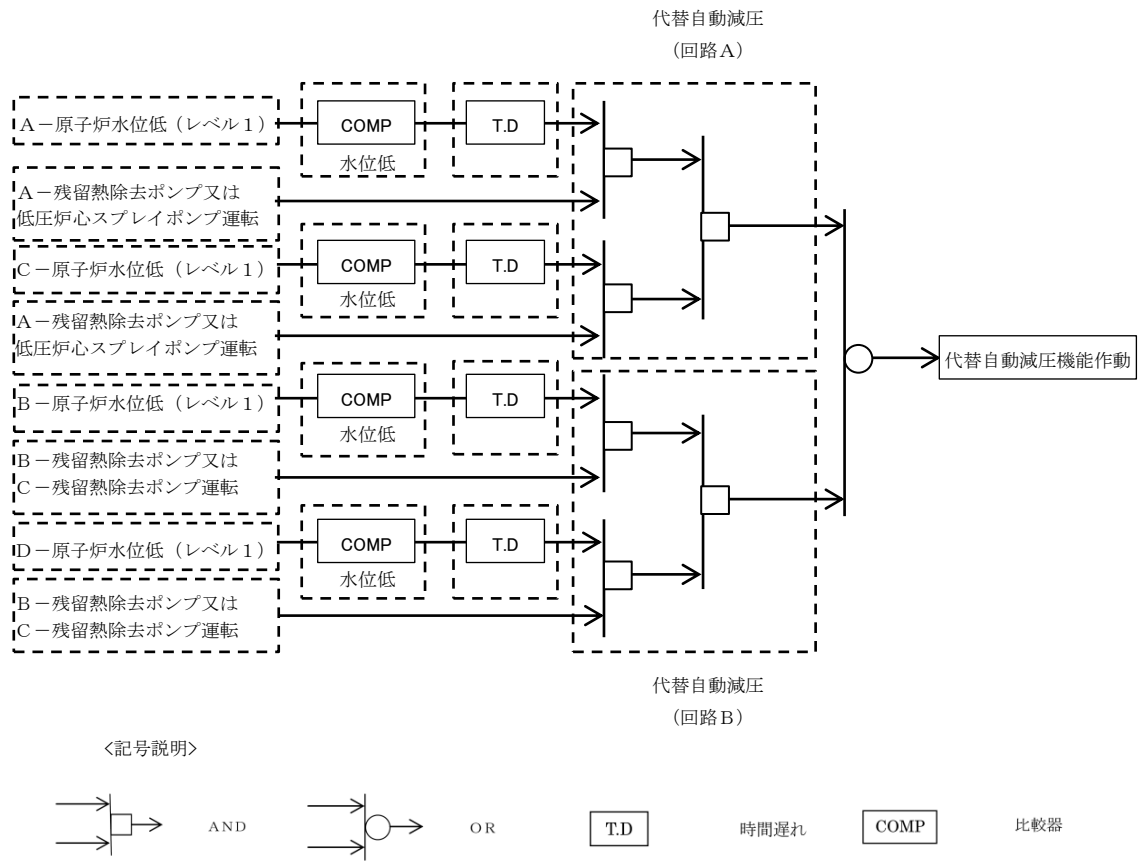 代替自動減圧
(回路A)
A-原子炉水位低(レベル1)
COMP
水位低
T.D
A-残留熱除去ポンプ又は
低圧炉心スプレイポンプ運転
C-原子炉水位低(レベル1)
COMP
水位低
T.D
A-残留熱除去ポンプ又は
低圧炉心スプレイポンプ運転
代替自動減圧機能作動
B-原子炉水位低(レベル1)
COMP
水位低
T.D
B-残留熱除去ポンプ又は
C-残留熱除去ポンプ運転
D-原子炉水位低(レベル1)
COMP
水位低
T.D
B-残留熱除去ポンプ又は
C-残留熱除去ポンプ運転
代替自動減圧
(回路B)
<記号説明>
AND
OR
T.D
時間遅れ
COMP
比較器